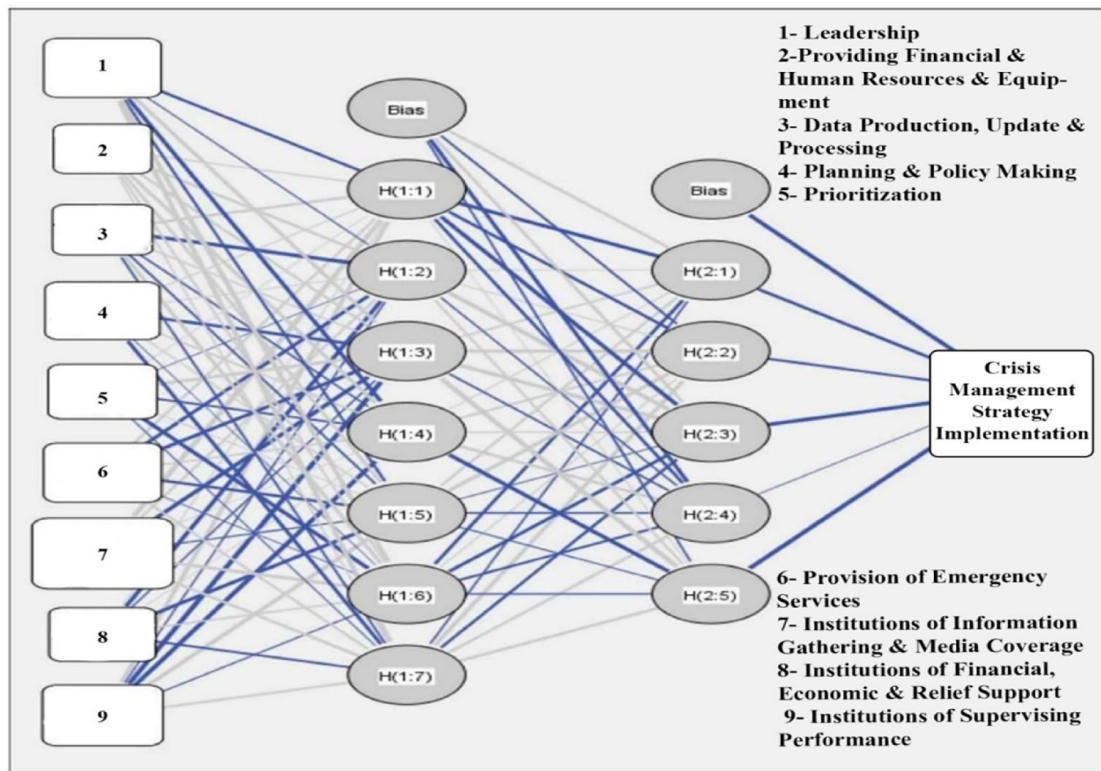 1
2
3
4
5
6
7
8
9
Bias
H(1:1)
H(1:2)
H(1:3)
H(1:4)
H(1:5)
H(1:6)
H(1:7)
Bias
H(2:1)
H(2:2)
H(2:3)
H(2:4)
H(2:5)
Crisis
Management
Strategy
Implementation
1- Leadership
2-Providing Financial &
Human Resources & Equip-
ment
3- Data Production, Update &
Processing
4- Planning & Policy Making
5- Prioritization
6- Provision of Emergency
Services
7- Institutions of Information
Gathering & Media Coverage
8- Institutions of Financial,
Economic & Relief Support
9- Institutions of Supervising
Performance